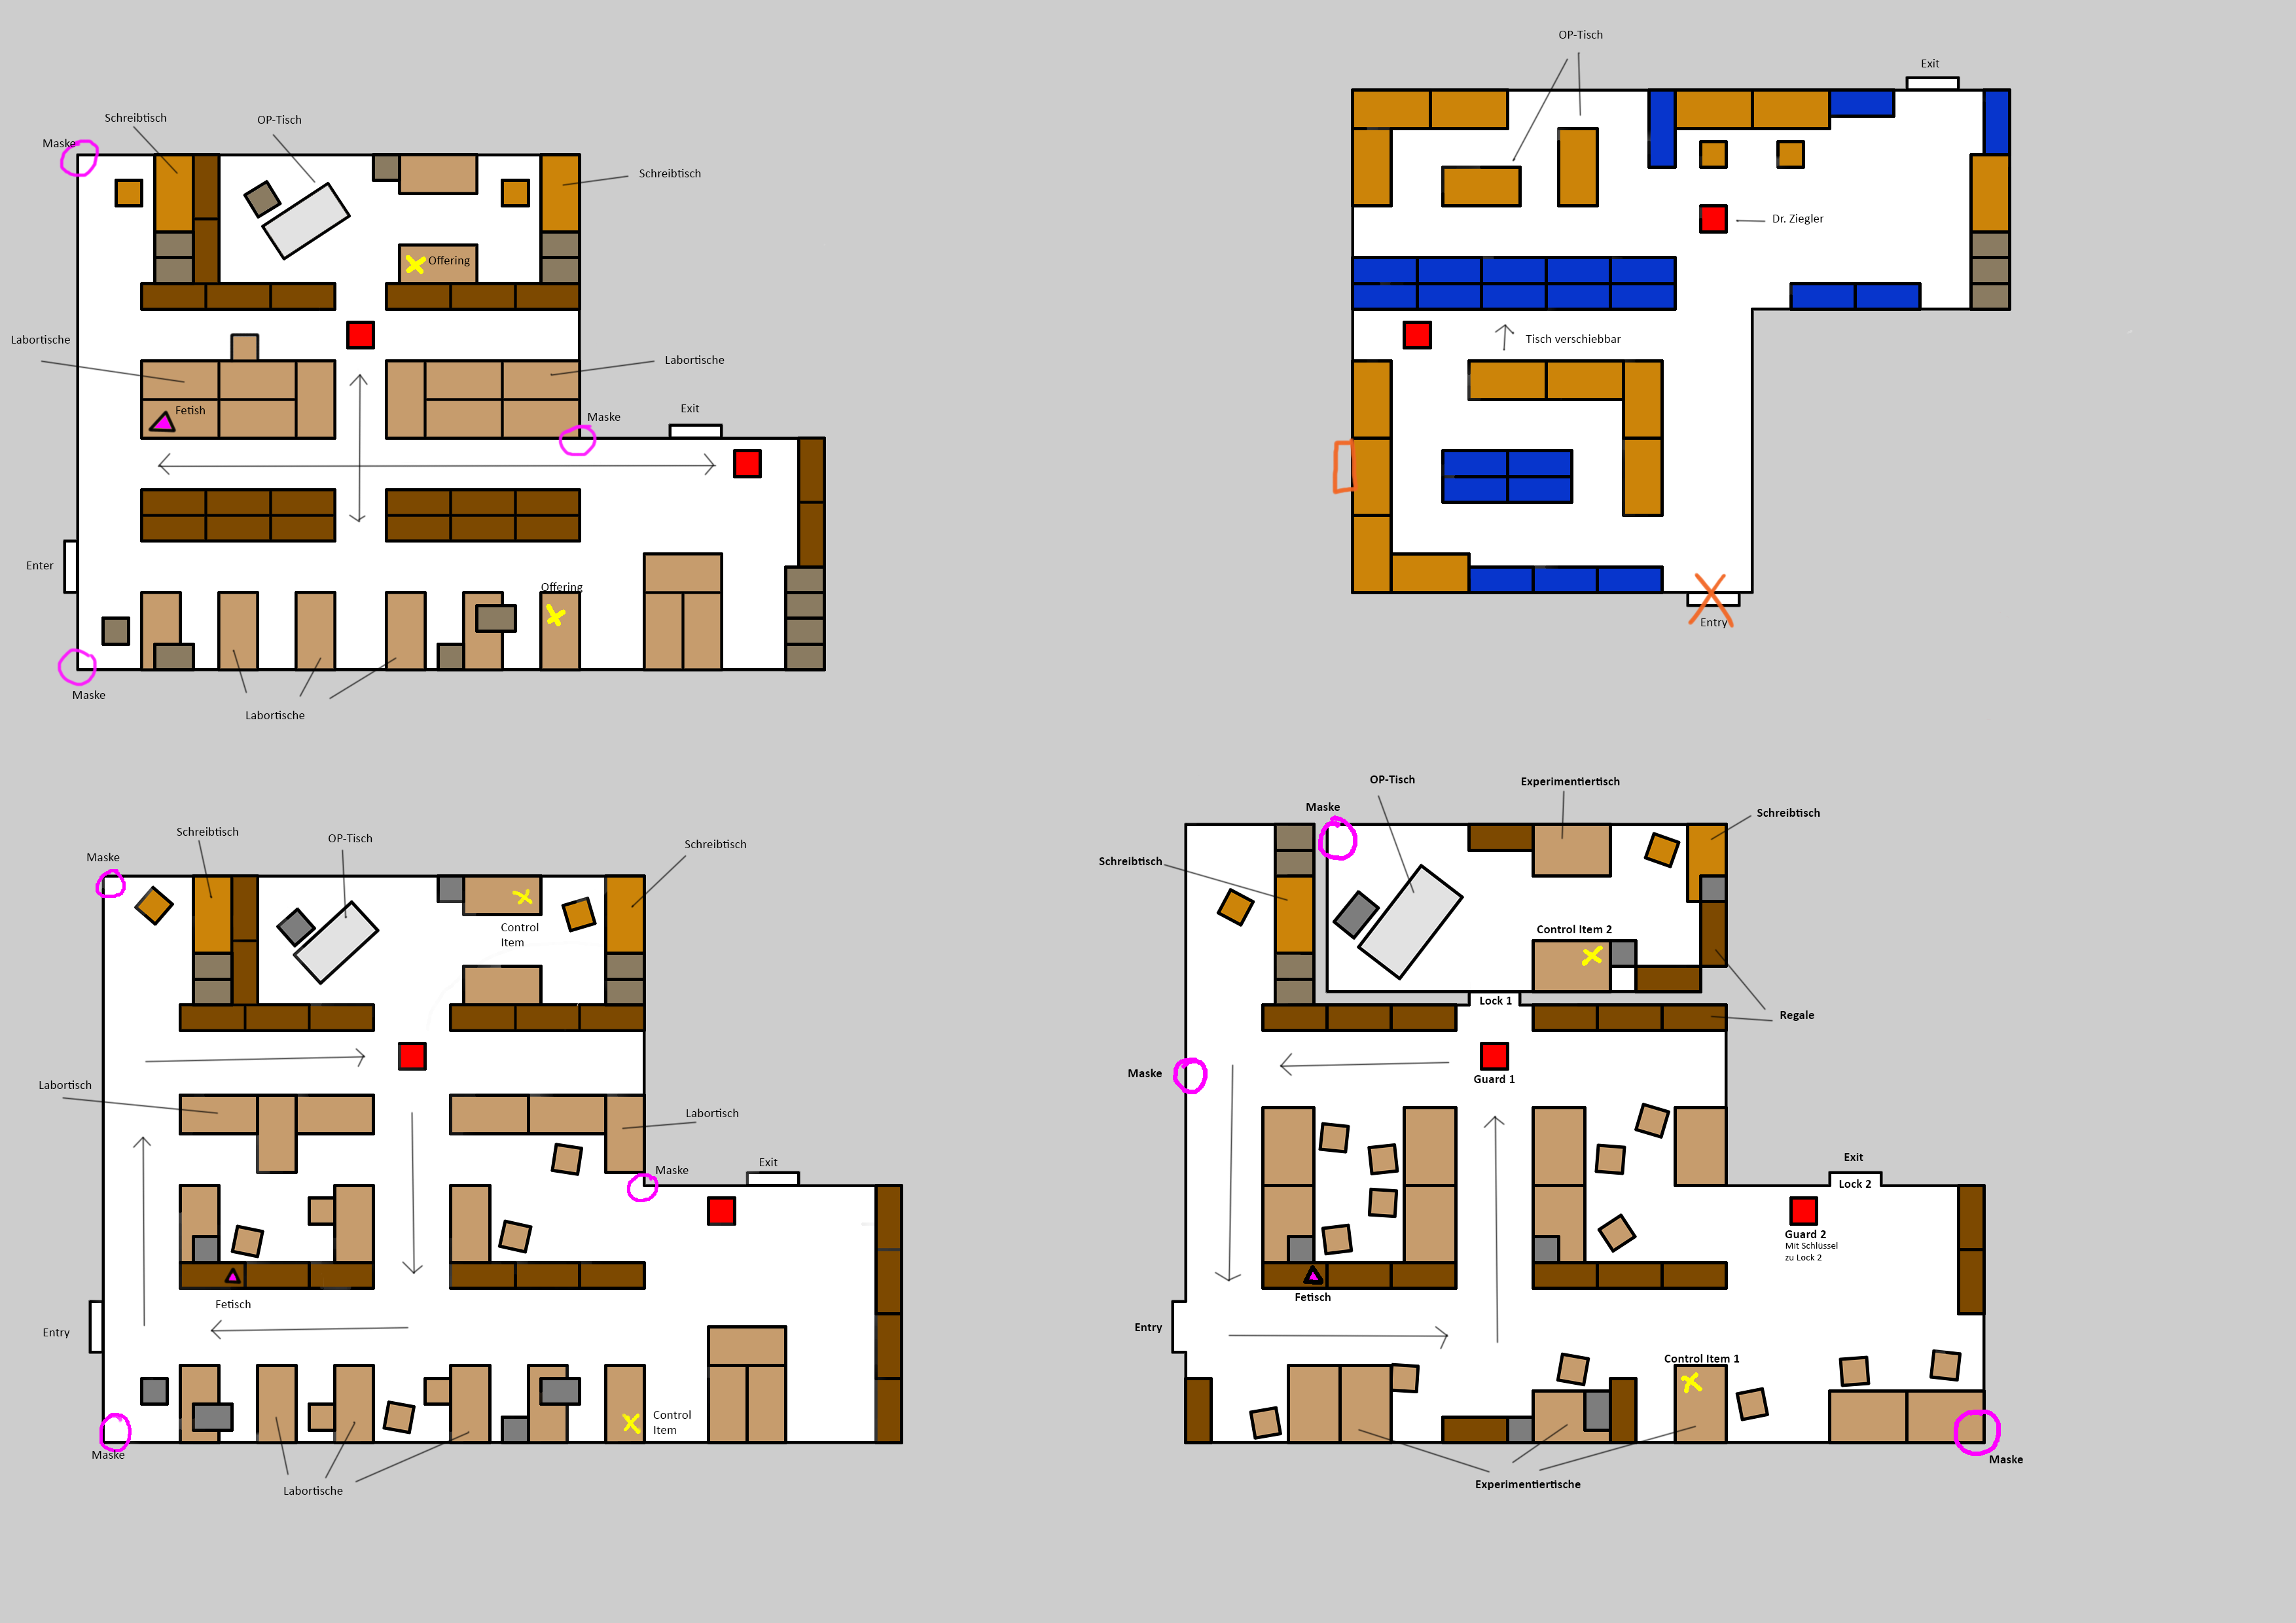 Maske
Schreibtisch
OP-Tisch
Schreibtisch
Offering
Labortische
Labortische
Fetish
Maske
Exit
Enter
Offering
Maske
Labortische
OP-Tisch
Exit
Dr. Ziegler
Tisch verschiebbar
Entry
Maske
Schreibtisch
OP-Tisch
Schreibtisch
Control
Item
Labortisch
Labortisch
Maske
Exit
Fetisch
Entry
Control
Item
Maske
Labortische
OP-Tisch
Experimentiertisch
Maske
Schreibtisch
Schreibtisch
Control Item 2
Lock 1
Regale
Maske
Guard 1
Exit
Lock 2
Guard 2
Mit Schlüssel
zu Lock 2
Fetisch
Entry
Control Item 1
Maske
Experimentiertische